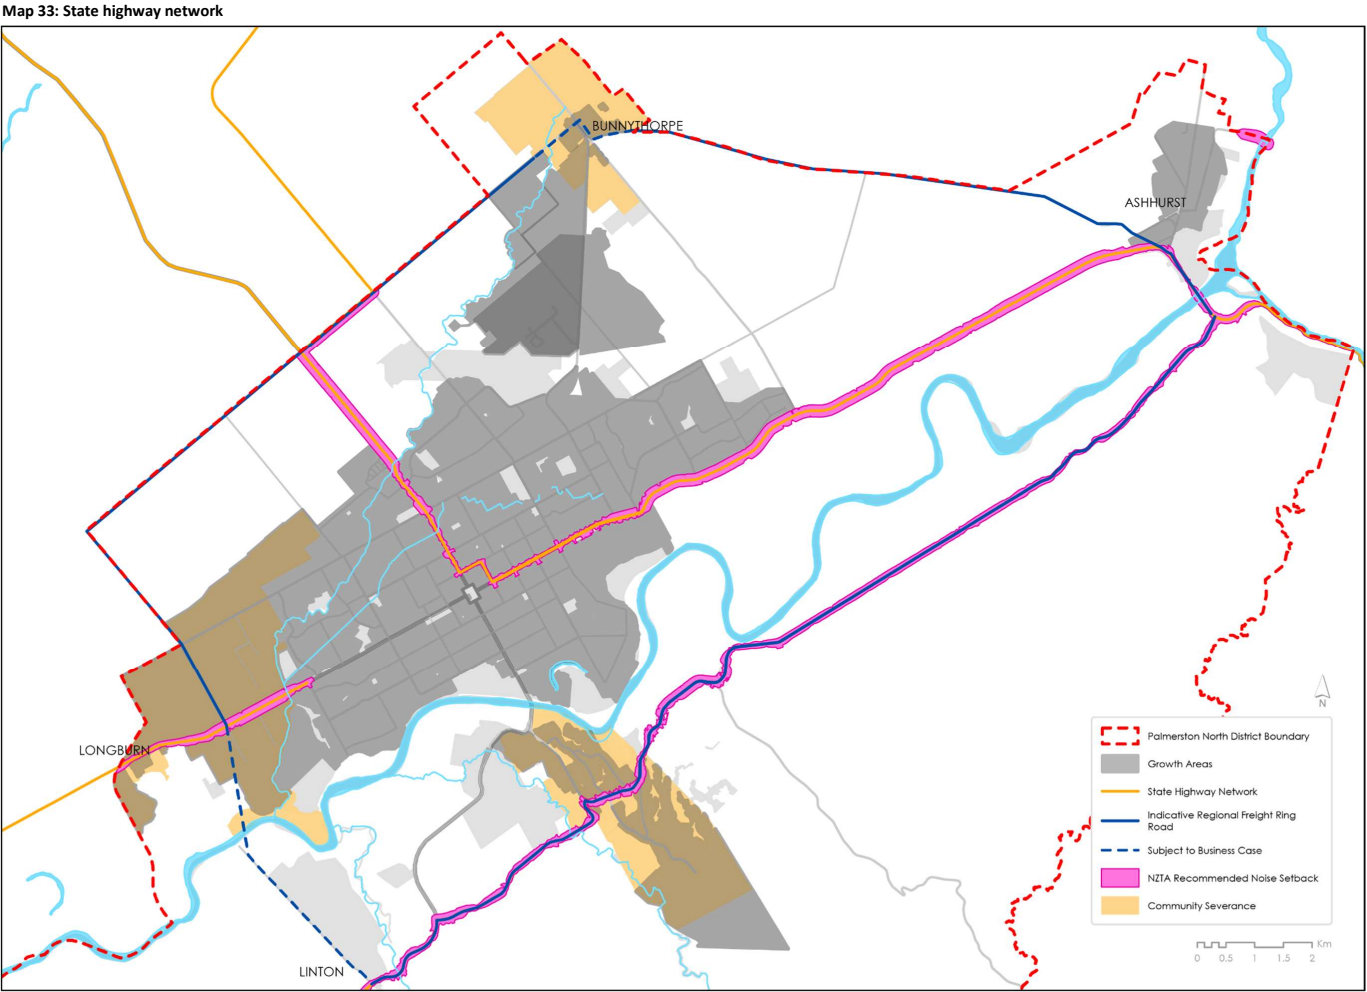 Map 33: State highway network
BUNNYTHORPE
ASHHURST
LONGBURN
LINTON
N
Palmerston North District Boundary
Growth Areas
State Highway Network
Indicative Regional Freight Ring
Road
Subject to Business Case
NZTA Recommended Noise Setback
Community Severance
Km
0 0.5 1 1.5 2